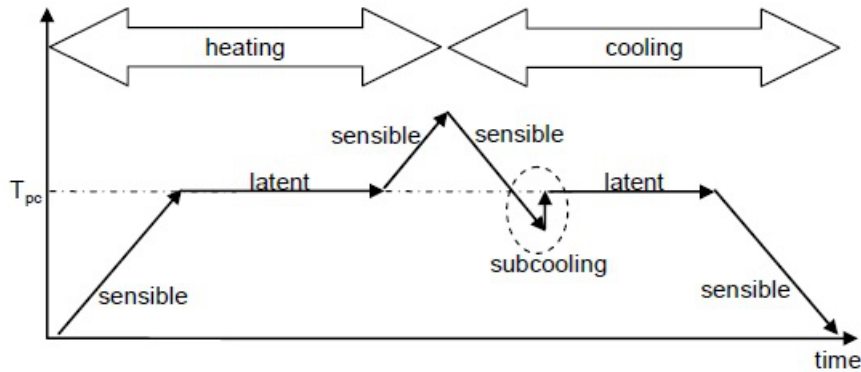 heating
cooling
sensible
sensible
T_pc
latent
latent
subcooling
sensible
sensible
time